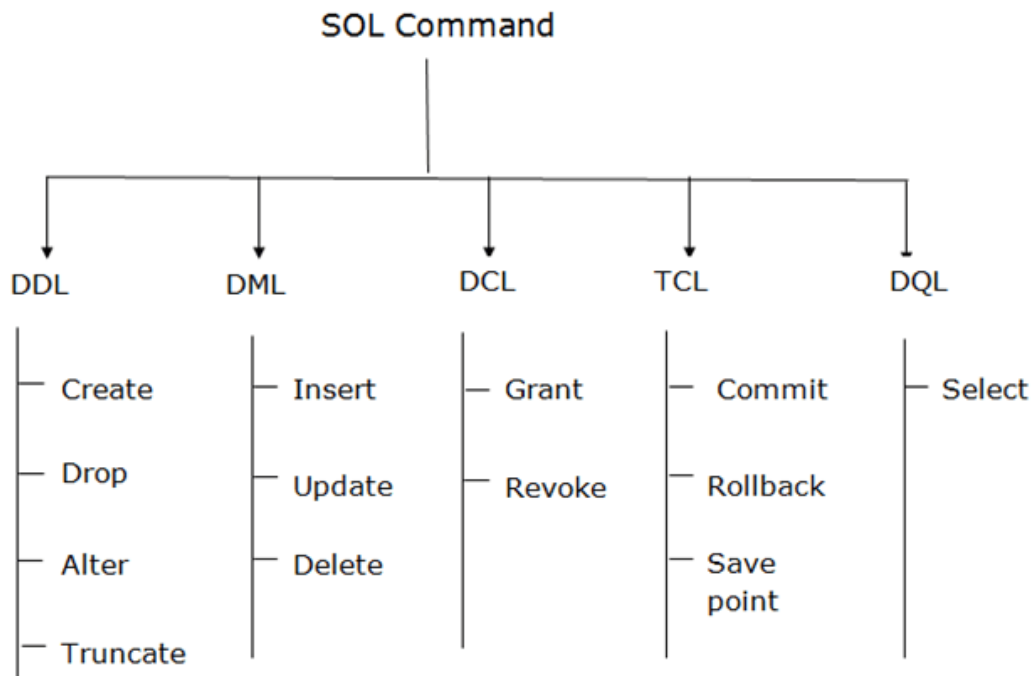 SOL Command
DDL
DML
DCL
TCL
DQL
Create
Drop
Alter
Truncate
Insert
Update
Delete
Grant
Revoke
Commit
Rollback
Save
point
Select